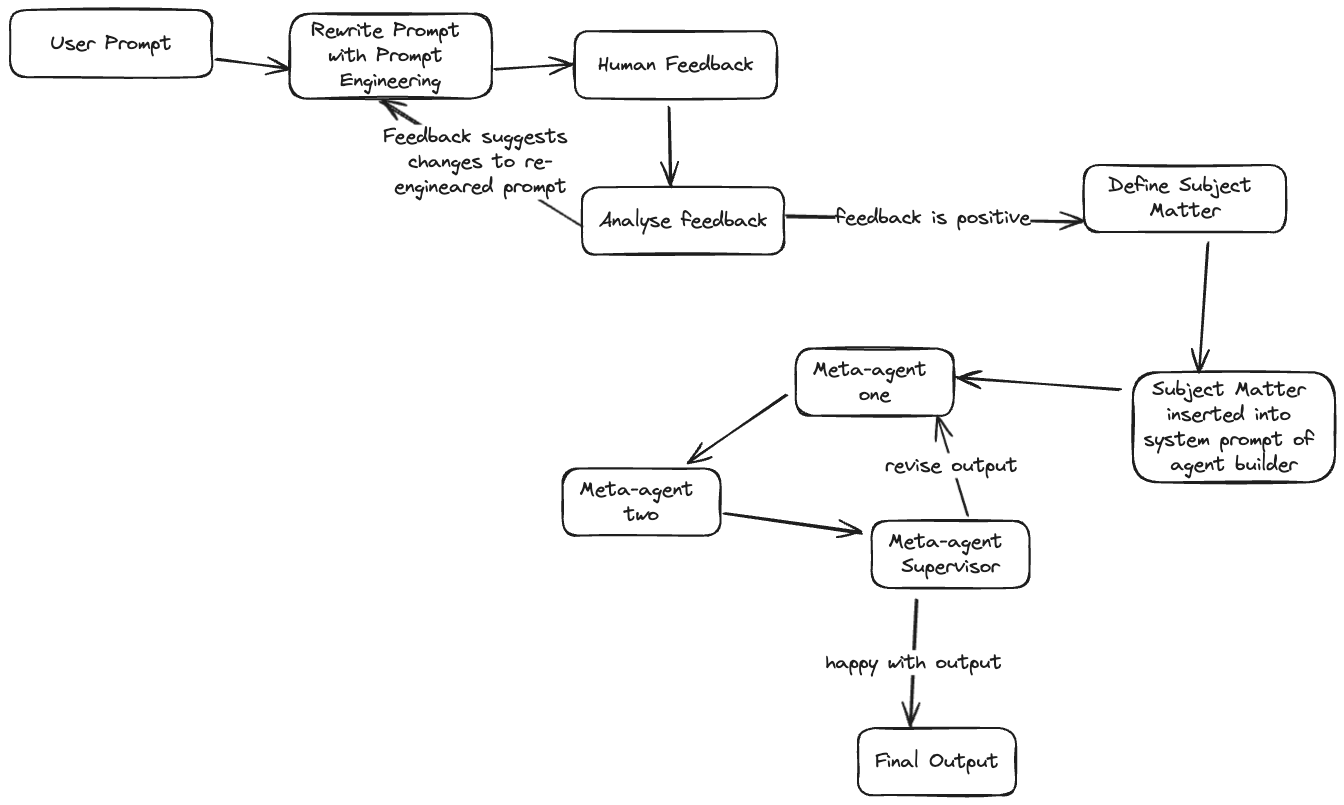 User Prompt
Rewrite Prompt
with Prompt
Engineering
Human Feedback
Feedback suggests
changes to re-
engineared prompt
Analyse feedback
feedback is positive
Define Subject
Matter
Subject Matter
inserted into
system prompt of
agent builder
Meta-agent
one
Meta-agent
two
revise output
Meta-agent
Supervisor
happy with output
Final Output